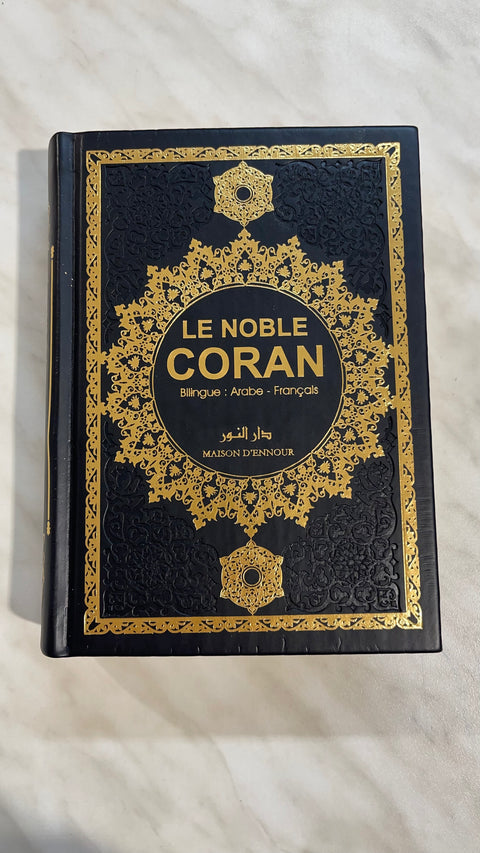 LE NOBLE
CORAN
Bilingue : Arabe - Français
دار النور
MAISON D'ENNOUR